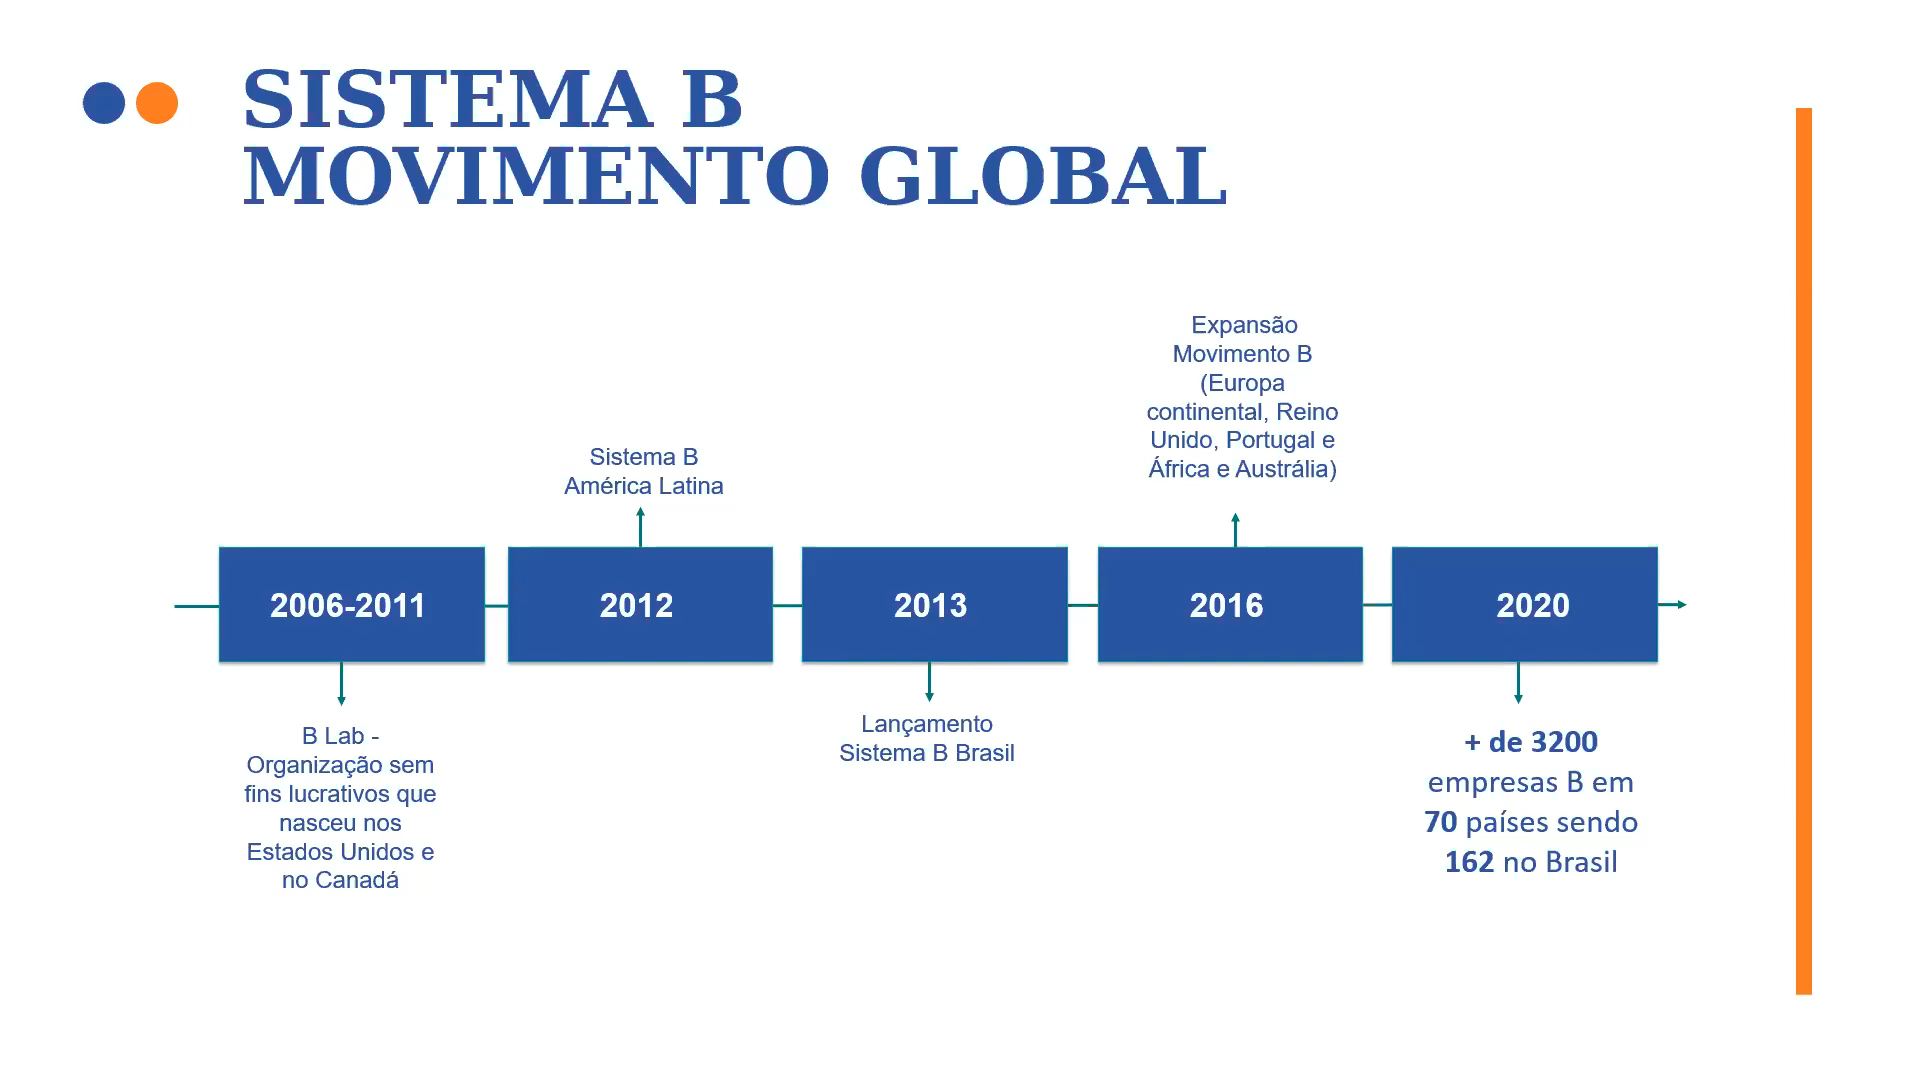 SISTEMA B
MOVIMENTO GLOBAL
Expansão
Movimento B
(Europa
continental, Reino
Unido, Portugal e
África e Austrália)
Sistema B
América Latina
2006-2011
2012
2013
2016
2020
B Lab -
Organização sem
fins lucrativos que
nasceu nos
Estados Unidos e
no Canadá
Lançamento
Sistema B Brasil
+ de 3200
empresas B em
70 países sendo
162 no Brasil